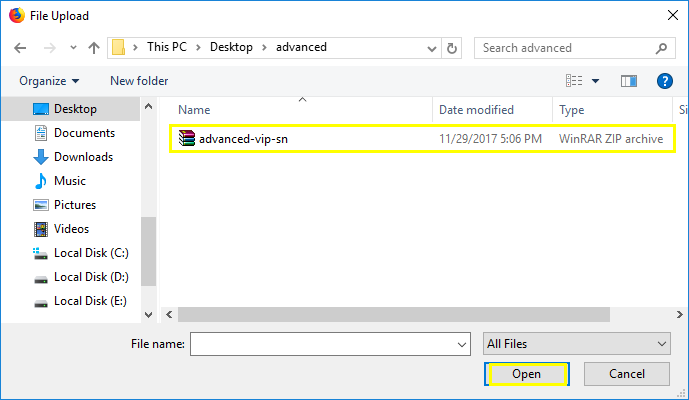 File Upload
This PC > Desktop > advanced
Search advanced
Organize
New folder
Name
Date modified
Type
Si
Desktop
Documents
Downloads
Music
Pictures
Videos
Local Disk (C:)
Local Disk (D:)
Local Disk (E:)
advanced-vip-sn 11/29/2017 5:06 PM WinRAR ZIP archive
File name:
All Files
Open
Cancel